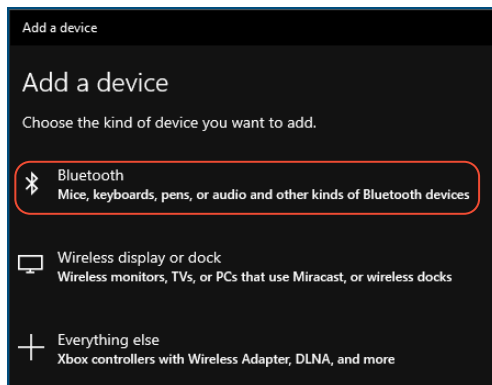 Add a device
Add a device
Choose the kind of device you want to add.
Bluetooth
Mice, keyboards, pens, or audio and other kinds of Bluetooth devices
Wireless display or dock
Wireless monitors, TVs, or PCs that use Miracast, or wireless docks
Everything else
Xbox controllers with Wireless Adapter, DLNA, and more